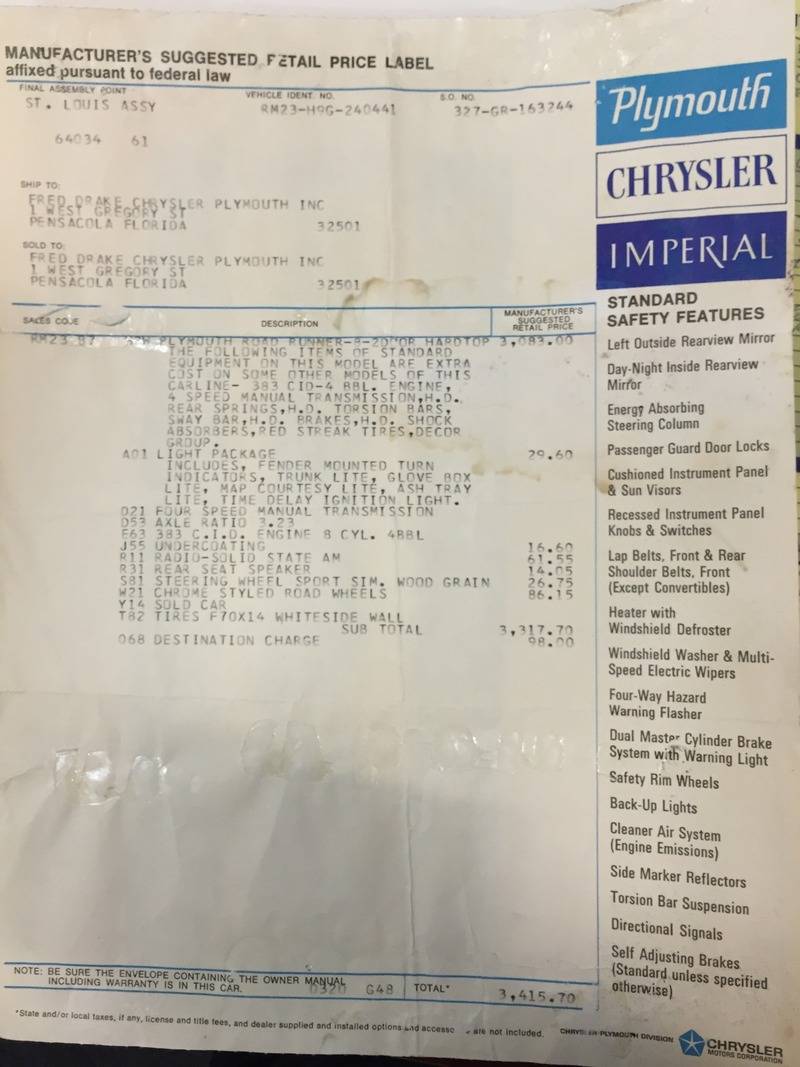 MANUFACTURER'S SUGGESTED RETAIL PRICE LABEL
affixed pursuant to federal law
FINAL ASSEMBLY POINT
VEHICLE IDENT. NO.
S.O. NO.
ST. LOUIS ASSY
RM23-H9G-240441
327-GR-163244
64034 61
SHIP TO:
FRED DRAKE CHRYSLER PLYMOUTH INC
1 WEST GREGORY ST
PENSACOLA FLORIDA 32501
SOLD TO:
FRED DRAKE CHRYSLER PLYMOUTH INC
1 WEST GREGORY ST
PENSACOLA FLORIDA 32501
SALES CODE DESCRIPTION MANUFACTURER'S
SUGGESTED
RETAIL PRICE
PLYMOUTH ROAD RUNNER-8-2D HARDTOP 3,083.00
THE FOLLOWING ITEMS OF STANDARD
EQUIPMENT ON THIS MODEL ARE EXTRA
COST ON SOME OTHER MODELS OF THIS
CARLINE- 383 CID-4 BBL. ENGINE,
4 SPEED MANUAL TRANSMISSION,H.D.
REAR SPRINGS,H.D. TORSION BARS,
SWAY BAR,H.D. BRAKES,H.D. SHOCK
ABSORBERS,RED STREAK TIRES,DECOR
GROUP.
A01 LIGHT PACKAGE 29.60
INCLUDES, FENDER MOUNTED TURN
INDICATORS, TRUNK LITE, GLOVE BOX
LITE, MAP COURTESY LITE, ASH TRAY
LITE, TIME DELAY IGNITION LIGHT.
D21 FOUR SPEED MANUAL TRANSMISSION
D53 AXLE RATIO 3.23
E63 383 C.I.D. ENGINE 8 CYL. 4BBL
J55 UNDERCOATING 16.60
R11 RADIO-SOLID STATE AM 61.55
R31 REAR SEAT SPEAKER 14.05
S81 STEERING WHEEL SPORT SIM. WOOD GRAIN 26.75
W21 CHROME STYLED ROAD WHEELS 86.15
Y14 SOLD CAR
T82 TIRES F70X14 WHITESIDE WALL
SUB TOTAL 3,317.70
068 DESTINATION CHARGE 98.00
NOTE: BE SURE THE ENVELOPE CONTAINING THE OWNER MANUAL
INCLUDING WARRANTY IS IN THIS CAR.
0320 G48
TOTAL* 3,415.70
*State and/or local taxes, if any, license and title fees, and dealer supplied and installed options and accesso are not included.
CHRYSLER-PLYMOUTH DIVISION
CHRYSLER
MOTORS CORPORATION
Plymouth
CHRYSLER
IMPERIAL
STANDARD
SAFETY FEATURES
Left Outside Rearview Mirror
Day-Night Inside Rearview
Mirror
Energy Absorbing
Steering Column
Passenger Guard Door Locks
Cushioned Instrument Panel
& Sun Visors
Recessed Instrument Panel
Knobs & Switches
Lap Belts, Front & Rear
Shoulder Belts, Front
(Except Convertibles)
Heater with
Windshield Defroster
Windshield Washer & Multi-
Speed Electric Wipers
Four-Way Hazard
Warning Flasher
Dual Master Cylinder Brake
System with Warning Light
Safety Rim Wheels
Back-Up Lights
Cleaner Air System
(Engine Emissions)
Side Marker Reflectors
Torsion Bar Suspension
Directional Signals
Self Adjusting Brakes
(Standard unless specified
otherwise)